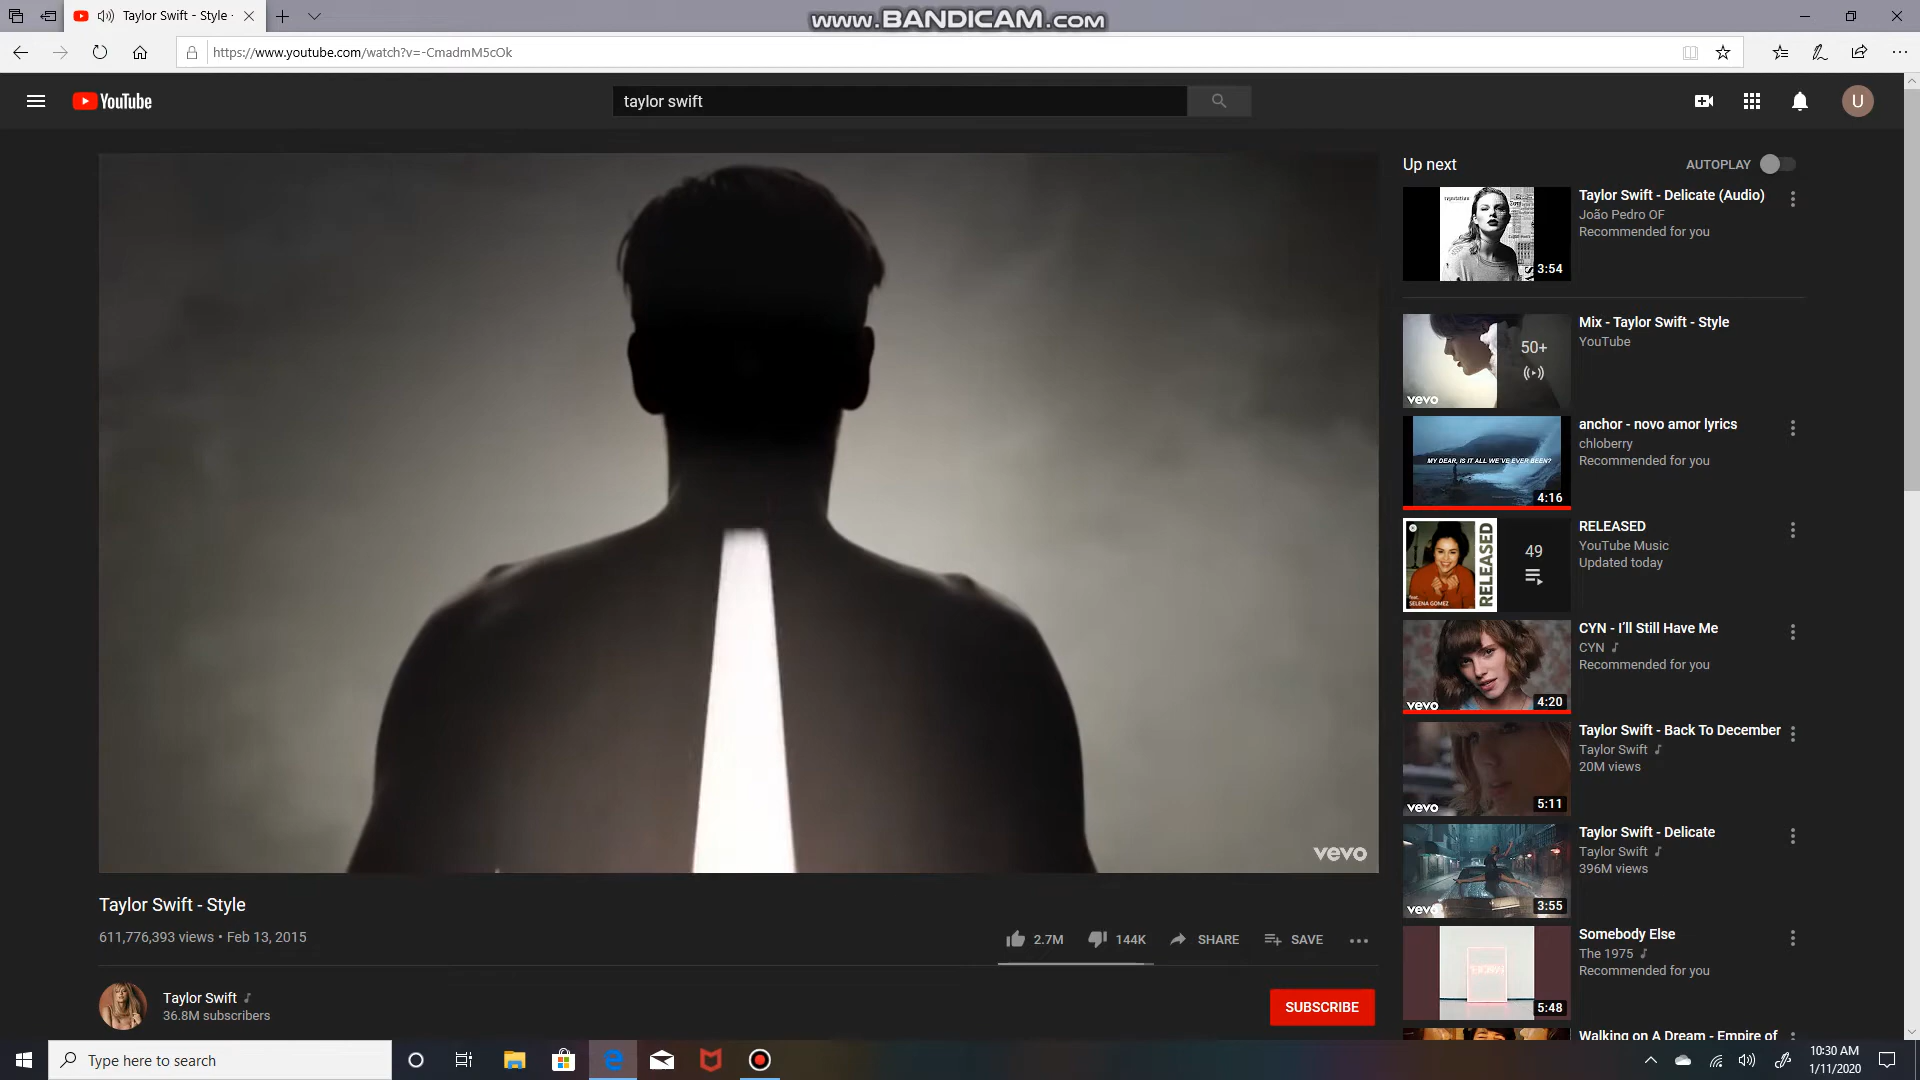 www.BANDICAM.com
Taylor Swift - Style -
https://www.youtube.com/watch?v=-CmadmM5cOk
YouTube
taylor swift
U
vevo
Taylor Swift - Style
611,776,393 views • Feb 13, 2015
2.7M
144K
SHARE
SAVE
Taylor Swift
36.8M subscribers
SUBSCRIBE
Up next
AUTOPLAY
reputation
3:54
Taylor Swift - Delicate (Audio)
João Pedro OF
Recommended for you
50+
vevo
Mix - Taylor Swift - Style
YouTube
MY DEAR, IS IT ALL WE'VE EVER BEEN?
4:16
anchor - novo amor lyrics
chloberry
Recommended for you
RELEASED
feat.
SELENA GOMEZ
49
RELEASED
YouTube Music
Updated today
vevo
4:20
CYN - I'll Still Have Me
CYN
Recommended for you
vevo
5:11
Taylor Swift - Back To December
Taylor Swift
20M views
vevo
3:55
Taylor Swift - Delicate
Taylor Swift
396M views
5:48
Somebody Else
The 1975
Recommended for you
Walking on A Dream - Empire of
Type here to search
10:30 AM
1/11/2020